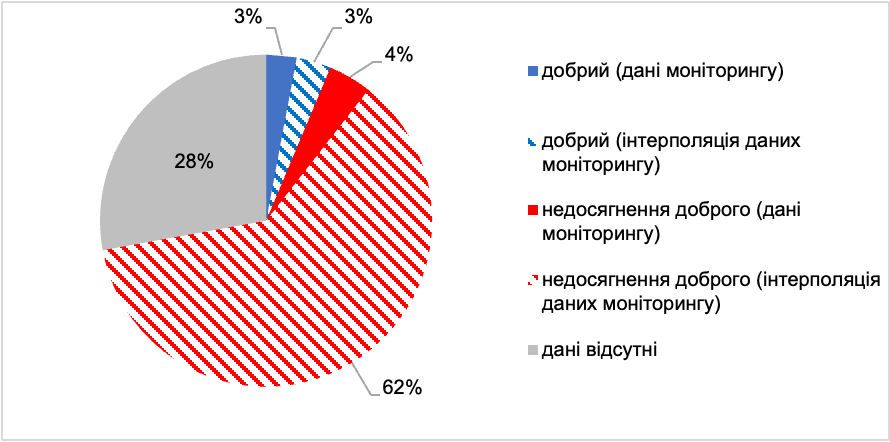 3%
3%
4%
28%
62%
добрий (дані моніторингу)
добрий (інтерполяція даних
моніторингу)
недосягнення доброго (дані
моніторингу)
недосягнення доброго (інтерполяція
даних моніторингу)
дані відсутні